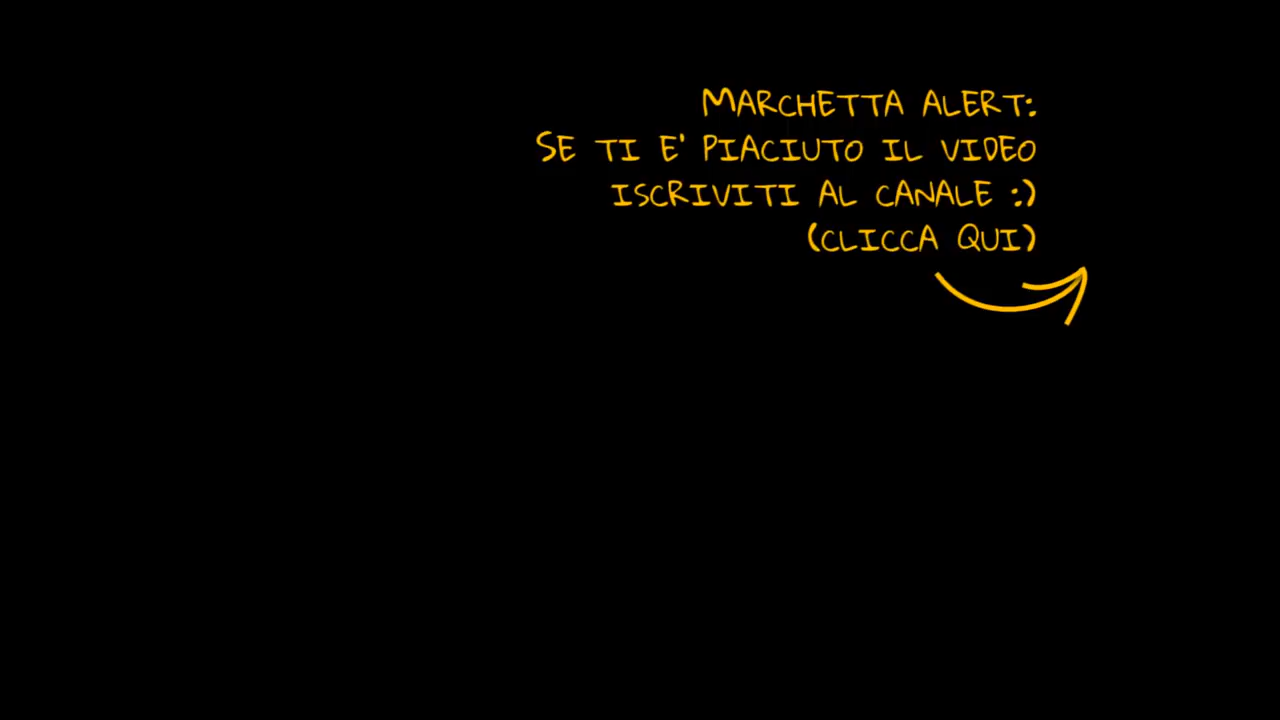 MARCHETTA ALERT:
SE TI E' PIACIUTO IL VIDEO
ISCRIVITI AL CANALE :)
(CLICCA QUI)